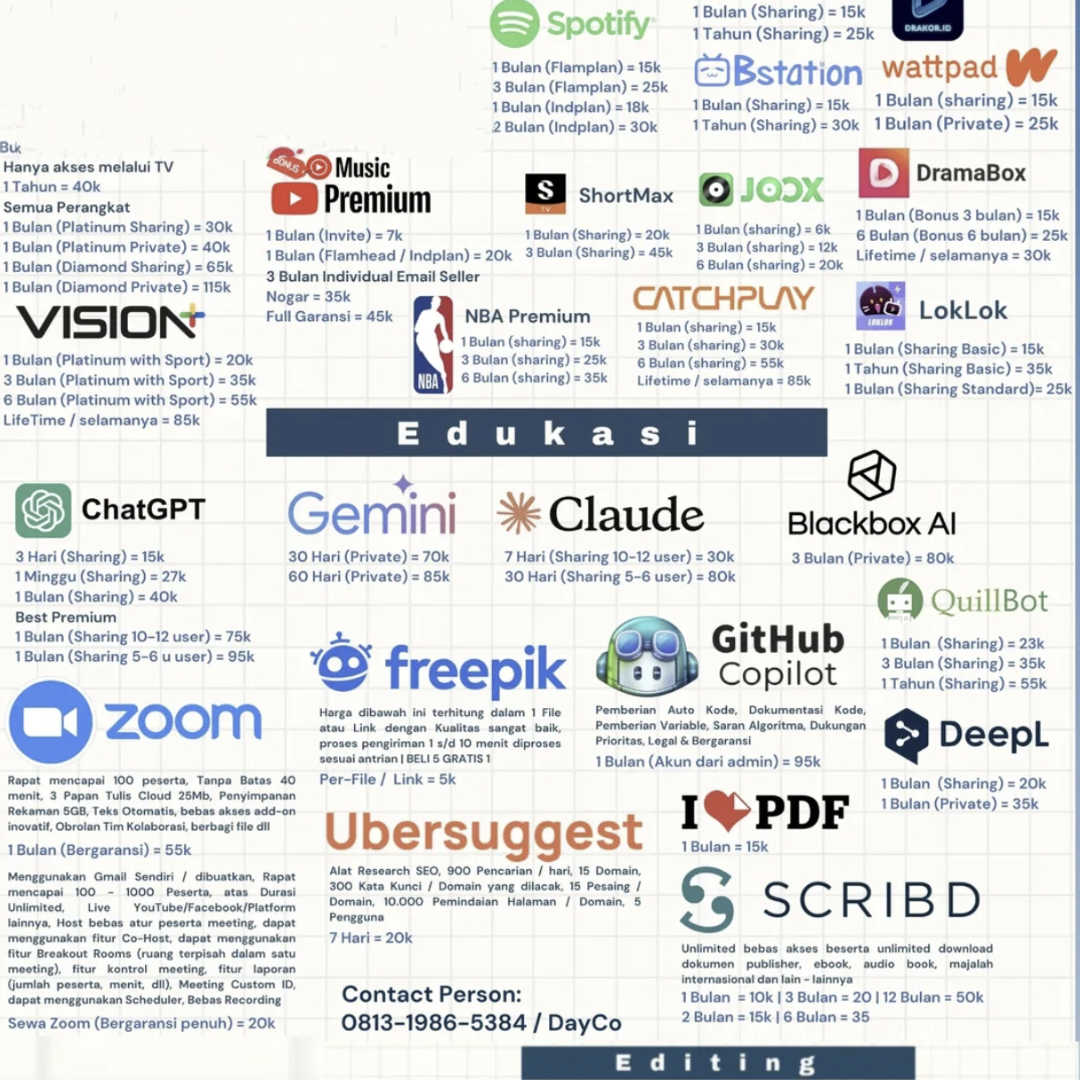 Spotify
1 Bulan (Flamplan) = 15k
3 Bulan (Flamplan) = 25k
1 Bulan (Indplan) = 18k
2 Bulan (Indplan) = 30k
1 Bulan (Sharing) = 15k
1 Tahun (Sharing) = 25k
DRAKOR.ID
Bstation
1 Bulan (Sharing) = 15k
1 Tahun (Sharing) = 30k
wattpad
1 Bulan (sharing) = 15k
1 Bulan (Private) = 25k
Buk
Hanya akses melalui TV
1 Tahun = 40k
Semua Perangkat
1 Bulan (Platinum Sharing) = 30k
1 Bulan (Platinum Private) = 40k
1 Bulan (Diamond Sharing) = 65k
1 Bulan (Diamond Private) = 115k
BONUS
Music
Premium
1 Bulan (Invite) = 7k
1 Bulan (Flamhead / Indplan) = 20k
3 Bulan Individual Email Seller
Nogar = 35k
Full Garansi = 45k
S
TV
ShortMax
1 Bulan (Sharing) = 20k
3 Bulan (Sharing) = 45k
JOOX
1 Bulan (sharing) = 6k
3 Bulan (sharing) = 12k
6 Bulan (sharing) = 20k
DramaBox
1 Bulan (Bonus 3 bulan) = 15k
6 Bulan (Bonus 6 bulan) = 25k
Lifetime / selamanya = 30k
VISION+
1 Bulan (Platinum with Sport) = 20k
3 Bulan (Platinum with Sport) = 35k
6 Bulan (Platinum with Sport) = 55k
LifeTime / selamanya = 85k
NBA
NBA Premium
1 Bulan (sharing) = 15k
3 Bulan (sharing) = 25k
6 Bulan (sharing) = 35k
CATCHPLAY
1 Bulan (sharing) = 15k
3 Bulan (sharing) = 30k
6 Bulan (sharing) = 55k
Lifetime / selamanya = 85k
LOKLOK
LokLok
1 Bulan (Sharing Basic) = 15k
1 Tahun (Sharing Basic) = 35k
1 Bulan (Sharing Standard)= 25k
Edukasi
ChatGPT
3 Hari (Sharing) = 15k
1 Minggu (Sharing) = 27k
1 Bulan (Sharing) = 40k
Best Premium
1 Bulan (Sharing 10-12 user) = 75k
1 Bulan (Sharing 5-6 u user) = 95k
Gemini
30 Hari (Private) = 70k
60 Hari (Private) = 85k
Claude
7 Hari (Sharing 10-12 user) = 30k
30 Hari (Sharing 5-6 user) = 80k
Blackbox AI
3 Bulan (Private) = 80k
QuillBot
1 Bulan (Sharing) = 23k
3 Bulan (Sharing) = 35k
1 Tahun (Sharing) = 55k
freepik
Harga dibawah ini terhitung dalam 1 File
atau Link dengan Kualitas sangat baik,
proses pengiriman 1 s/d 10 menit diproses
sesuai antrian | BELI 5 GRATIS 1
Per-File / Link = 5k
GitHub
Copilot
Pemberian Auto Kode, Dokumentasi Kode,
Pemberian Variable, Saran Algoritma, Dukungan
Prioritas, Legal & Bergaransi
1 Bulan (Akun dari admin) = 95k
DeepL
1 Bulan (Sharing) = 20k
1 Bulan (Private) = 35k
zoom
Rapat mencapai 100 peserta, Tanpa Batas 40
menit, 3 Papan Tulis Cloud 25Mb, Penyimpanan
Rekaman 5GB, Teks Otomatis, bebas akses add-on
inovatif, Obrolan Tim Kolaborasi, berbagi file dll
1 Bulan (Bergaransi) = 55k
Menggunakan Gmail Sendiri / dibuatkan, Rapat
mencapai 100 - 1000 Peserta, atas Durasi
Unlimited, Live YouTube/Facebook/Platform
lainnya, Host bebas atur peserta meeting, dapat
menggunakan fitur Co-Host, dapat menggunakan
fitur Breakout Rooms (ruang terpisah dalam satu
meeting), fitur kontrol meeting, fitur laporan
(jumlah peserta, menit, dll), Meeting Custom ID,
dapat menggunakan Scheduler, Bebas Recording
Sewa Zoom (Bergaransi penuh) = 20k
Ubersuggest
Alat Research SEO, 900 Pencarian / hari, 15 Domain,
300 Kata Kunci / Domain yang dilacak, 15 Pesaing /
Domain, 10.000 Pemindaian Halaman / Domain, 5
Pengguna
7 Hari = 20k
I PDF
1 Bulan = 15k
SCRIBD
Unlimited bebas akses beserta unlimited download
dokumen publisher, ebook, audio book, majalah
internasional dan lain - lainnya
1 Bulan = 10k | 3 Bulan = 20 | 12 Bulan = 50k
2 Bulan = 15k | 6 Bulan = 35
Contact Person:
0813-1986-5384 / DayCo
Editing